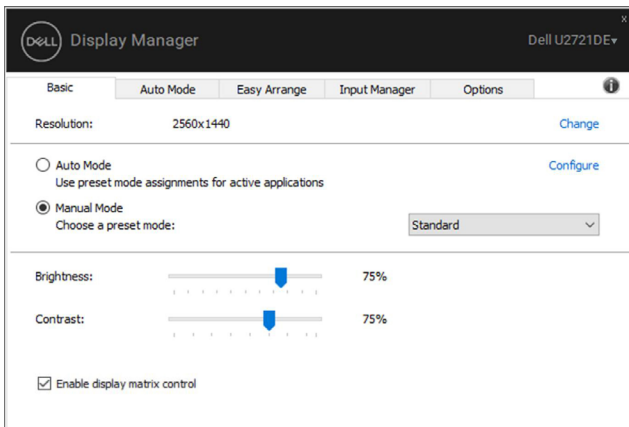 x
DELL Display Manager Dell U2721DE
Basic Auto Mode Easy Arrange Input Manager Options
Resolution: 2560x1440 Change
Auto Mode Configure
Use preset mode assignments for active applications
Manual Mode
Choose a preset mode: Standard
Brightness: 75%
Contrast: 75%
Enable display matrix control